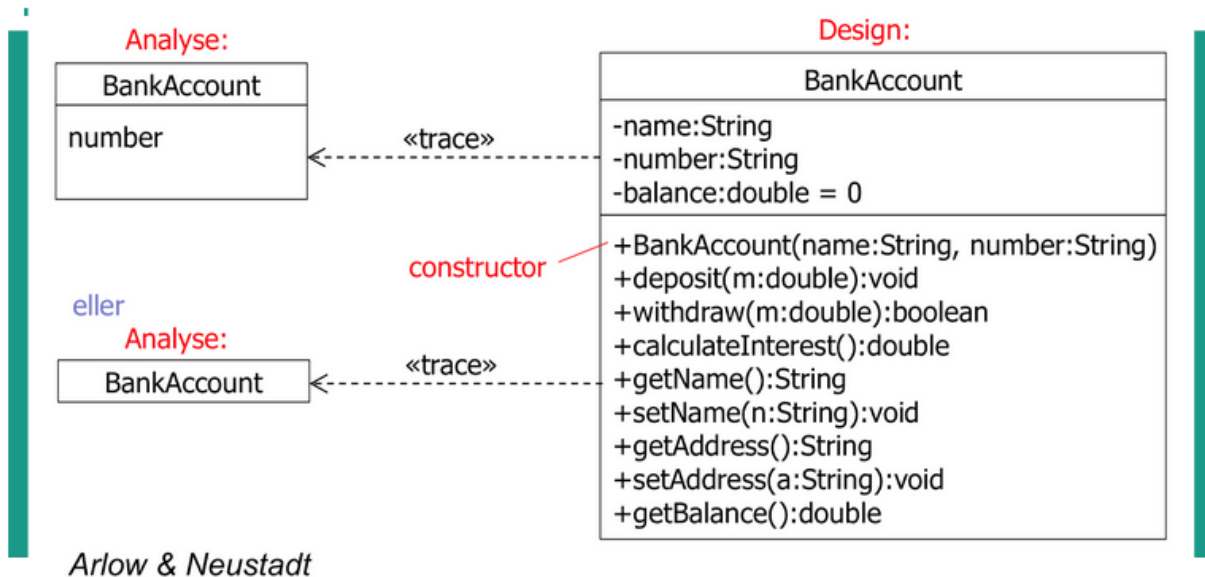 Analyse:
BankAccount
number
«trace»
eller
Analyse:
BankAccount
«trace»
constructor
Design:
BankAccount
-name:String
-number:String
-balance:double = 0
+BankAccount(name:String, number:String)
+deposit(m:double):void
+withdraw(m:double):boolean
+calculateInterest():double
+getName():String
+setName(n:String):void
+getAddress():String
+setAddress(a:String):void
+getBalance():double
Arlow & Neustadt